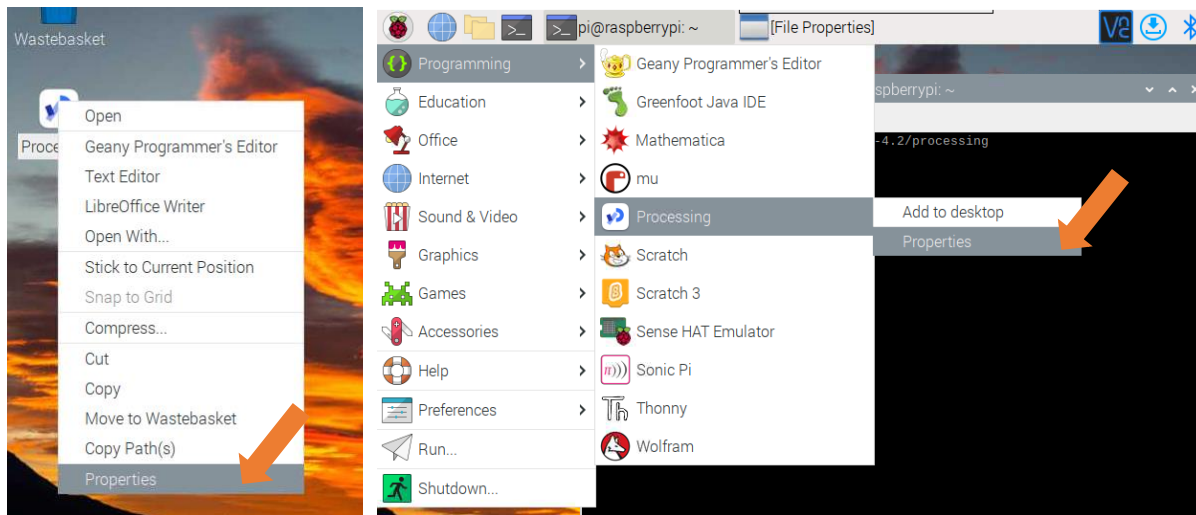 Wastebasket
Proce
Open
Geany Programmer's Editor
Text Editor
LibreOffice Writer
Open With...
Stick to Current Position
Snap to Grid
Compress...
Cut
Copy
Move to Wastebasket
Copy Path(s)
Properties
pi@raspberrypi: ~
[File Properties]
Programming
Education
Office
Internet
Sound & Video
Graphics
Games
Accessories
Help
Preferences
Run...
Shutdown...
Geany Programmer's Editor
Greenfoot Java IDE
Mathematica
mu
Processing
Scratch
Scratch 3
Sense HAT Emulator
Sonic Pi
Thonny
Wolfram
spberrypi: ~
-4.2/processing
Add to desktop
Properties